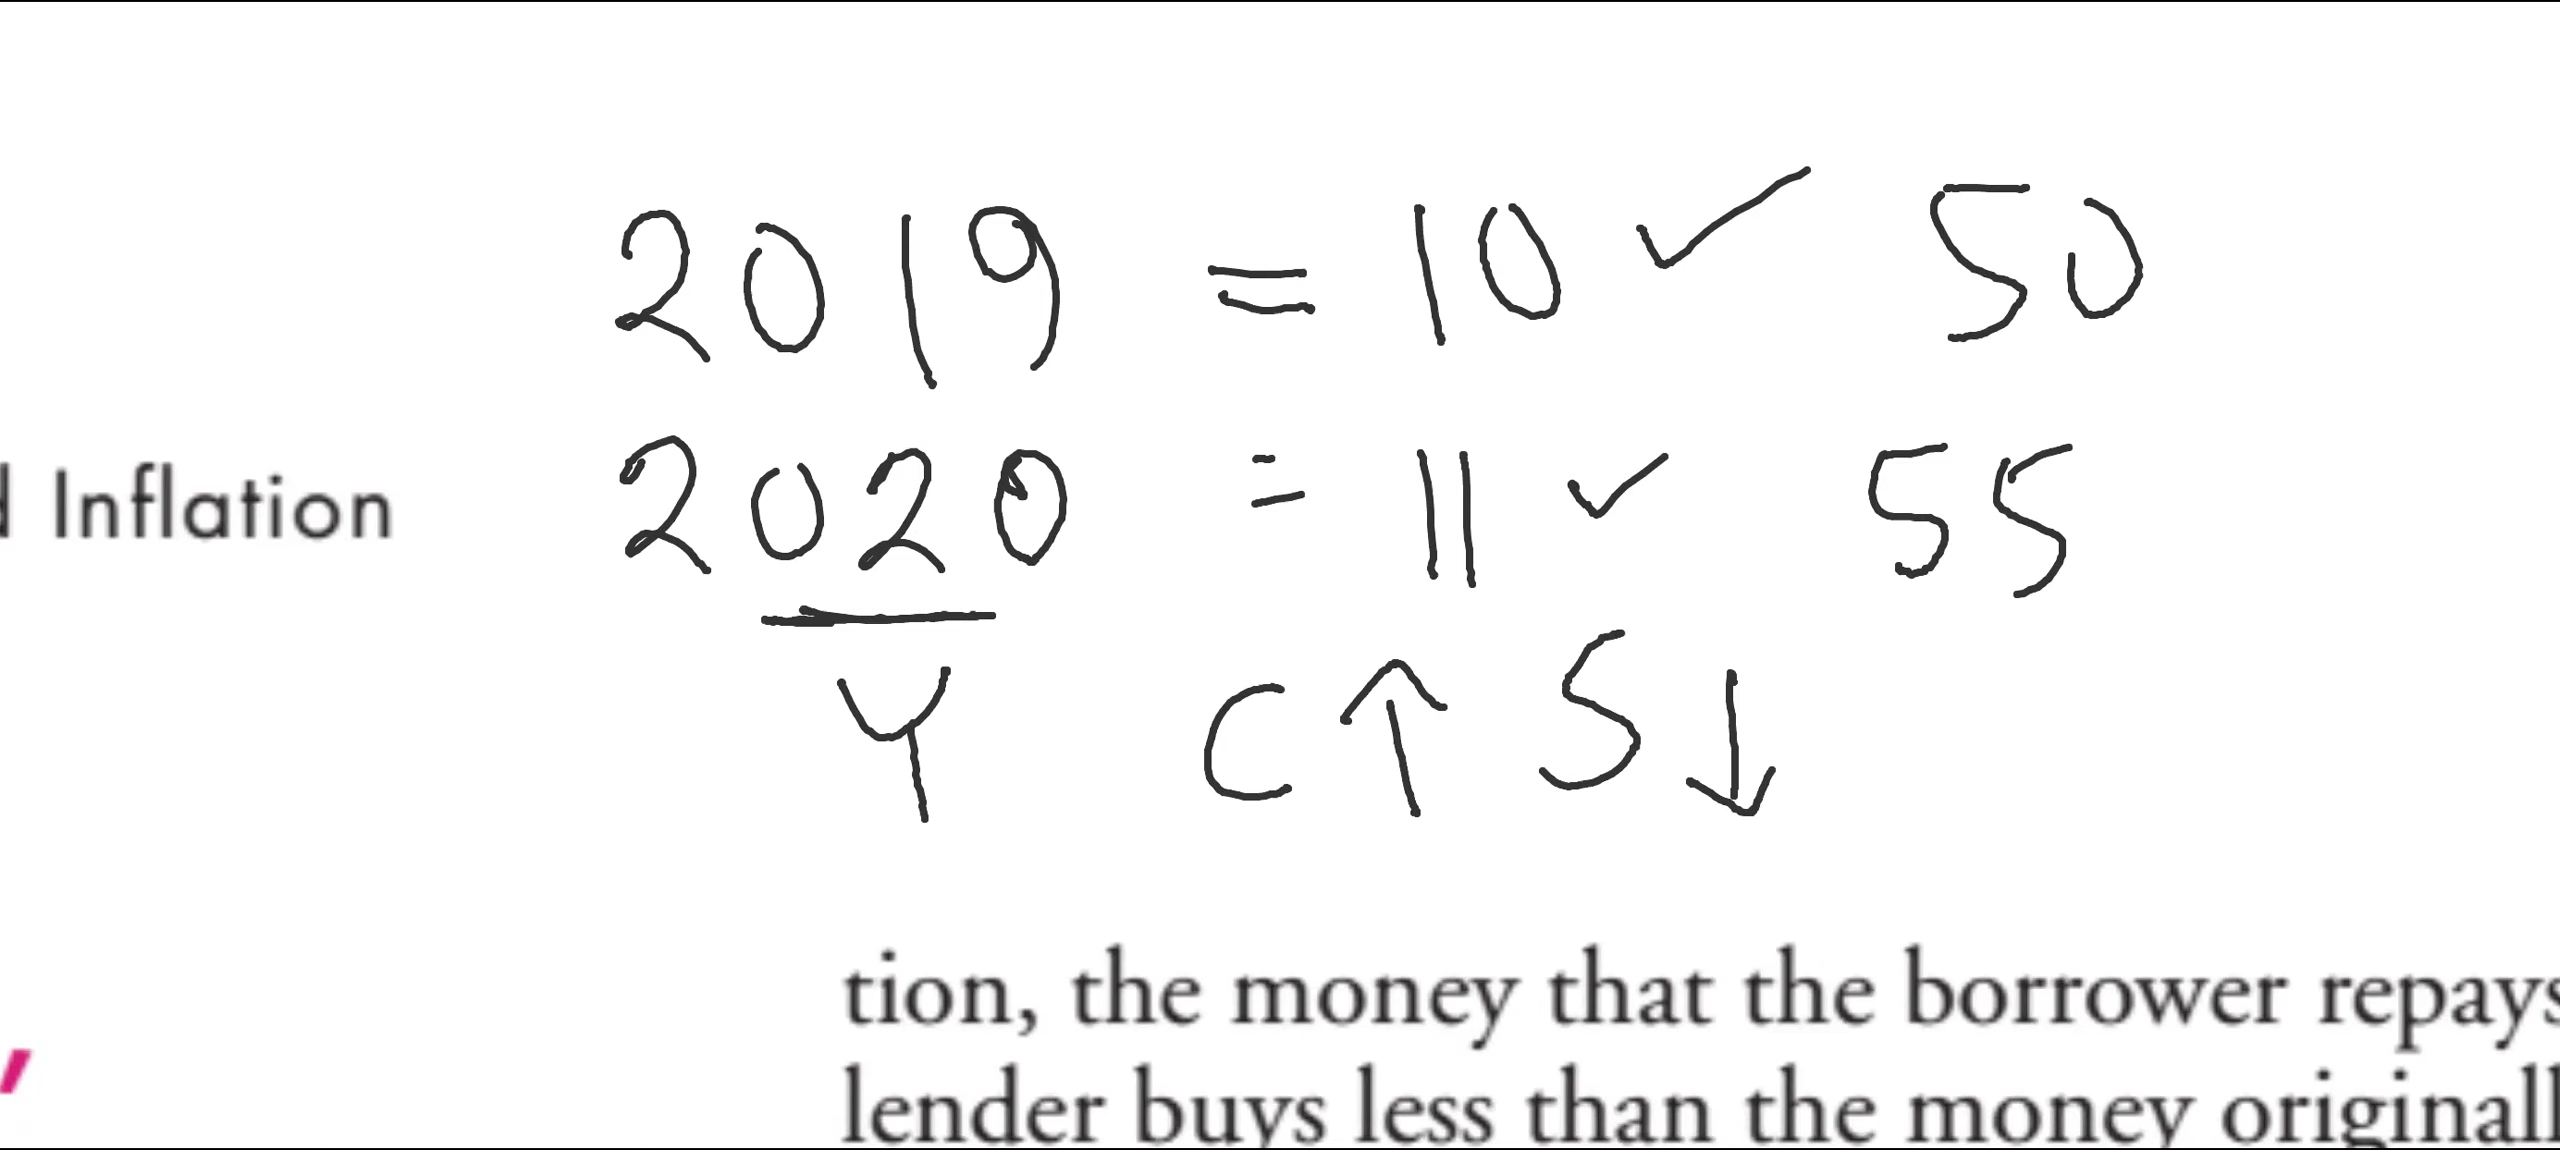 2019 = 10 ✓ 50
Inflation 2020 = 11 ✓ 55
Y C ↑ S ↓
tion, the money that the borrower repays
lender buys less than the money originall